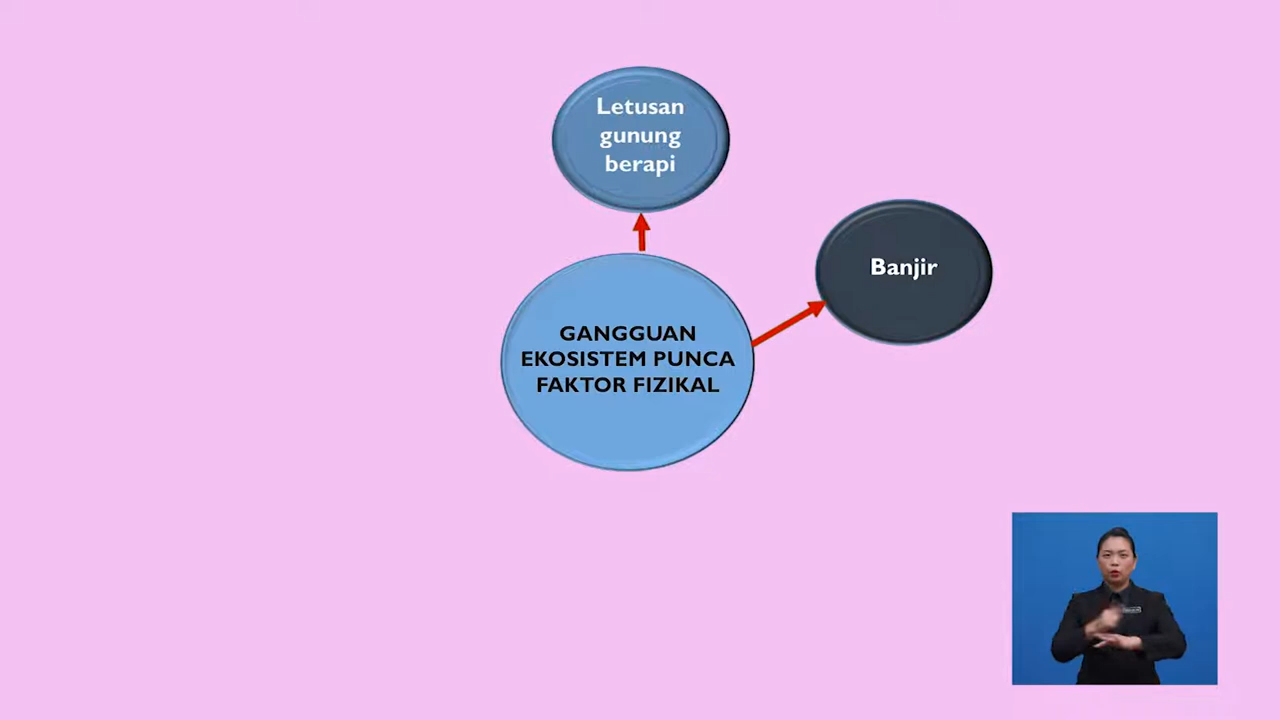 Letusan
gunung
berapi
Banjir
GANGGUAN
EKOSISTEM PUNCA
FAKTOR FIZIKAL